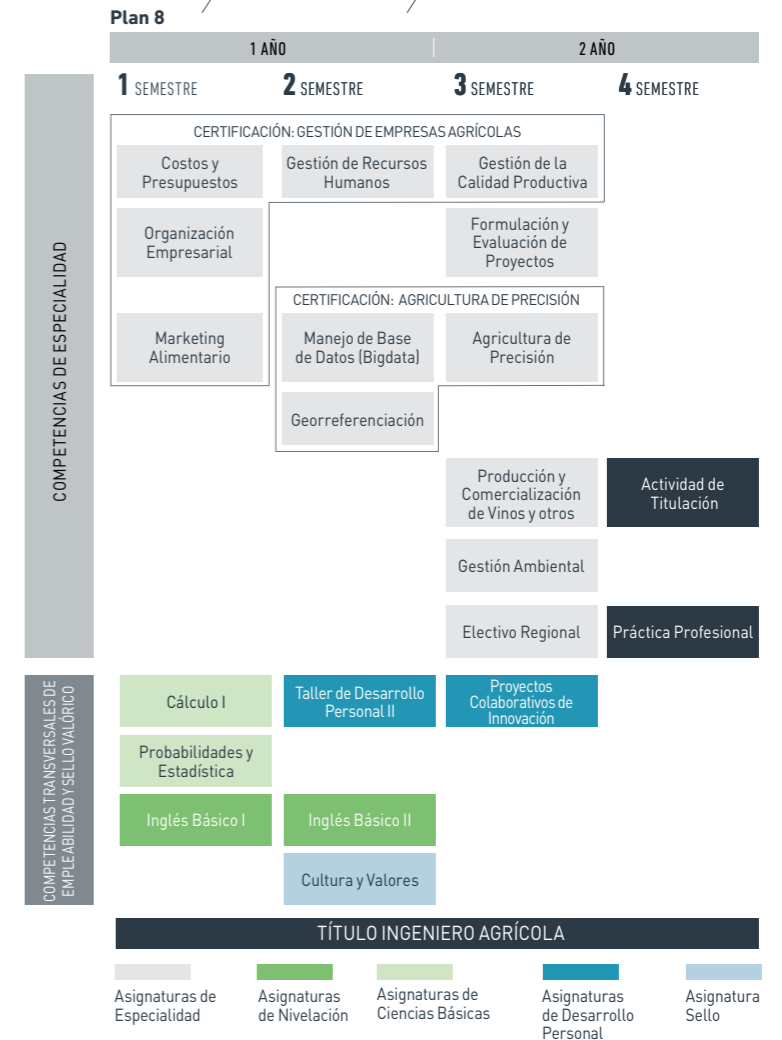 Plan 8
1 AÑO
2 AÑO
1 SEMESTRE
2 SEMESTRE
3 SEMESTRE
4 SEMESTRE
COMPETENCIAS DE ESPECIALIDAD
CERTIFICACIÓN: GESTIÓN DE EMPRESAS AGRÍCOLAS
Costos y
Presupuestos
Gestión de Recursos
Humanos
Gestión de la
Calidad Productiva
Organización
Empresarial
Formulación y
Evaluación de
Proyectos
CERTIFICACIÓN: AGRICULTURA DE PRECISIÓN
Marketing
Alimentario
Manejo de Base
de Datos (Bigdata)
Agricultura de
Precisión
Georreferenciación
Producción y
Comercialización
de Vinos y otros
Actividad de
Titulación
Gestión Ambiental
Electivo Regional
Práctica Profesional
COMPETENCIAS TRANSVERSALES DE
EMPLEABILIDAD Y SELLO VALÓRICO
Cálculo I
Taller de Desarrollo
Personal II
Proyectos
Colaborativos de
Innovación
Probabilidades y
Estadística
Inglés Básico I
Inglés Básico II
Cultura y Valores
TÍTULO INGENIERO AGRÍCOLA
Asignaturas de
Especialidad
Asignaturas
de Nivelación
Asignaturas de
Ciencias Básicas
Asignaturas
de Desarrollo
Personal
Asignatura
Sello